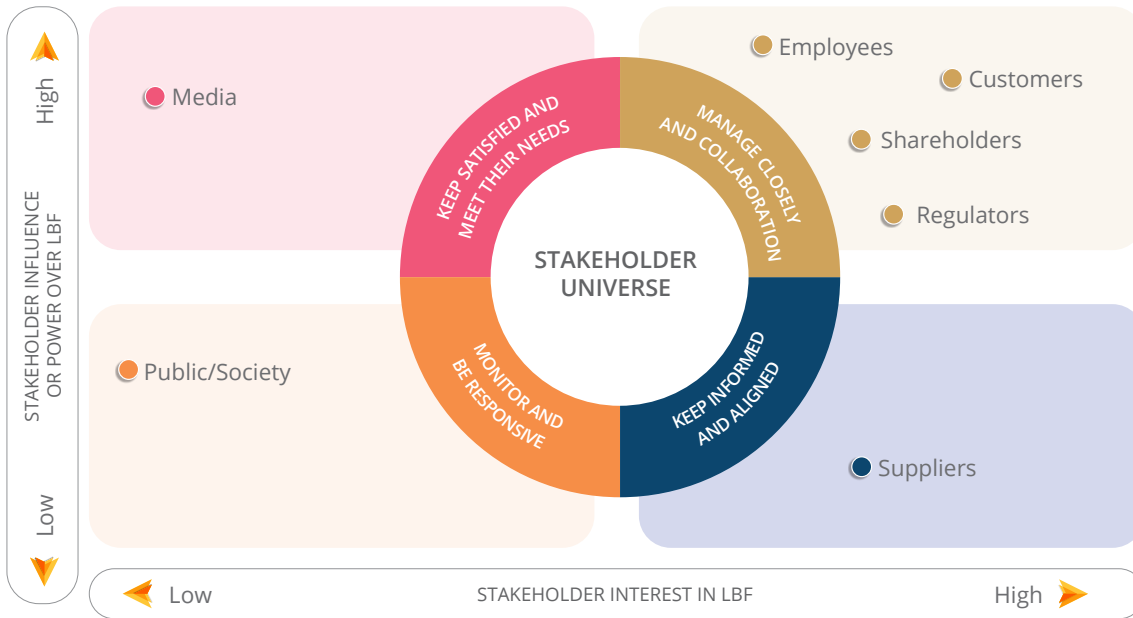 High
STAKEHOLDER INFLUENCE
OR POWER OVER LBF
Low
Media
KEEP SATISFIED AND
MEET THEIR NEEDS
MANAGE CLOSELY
AND COLLABORATION
Employees
Customers
Shareholders
Regulators
STAKEHOLDER
UNIVERSE
Public/Society
MONITOR AND
BE RESPONSIVE
KEEP INFORMED
AND ALIGNED
Suppliers
Low
STAKEHOLDER INTEREST IN LBF
High